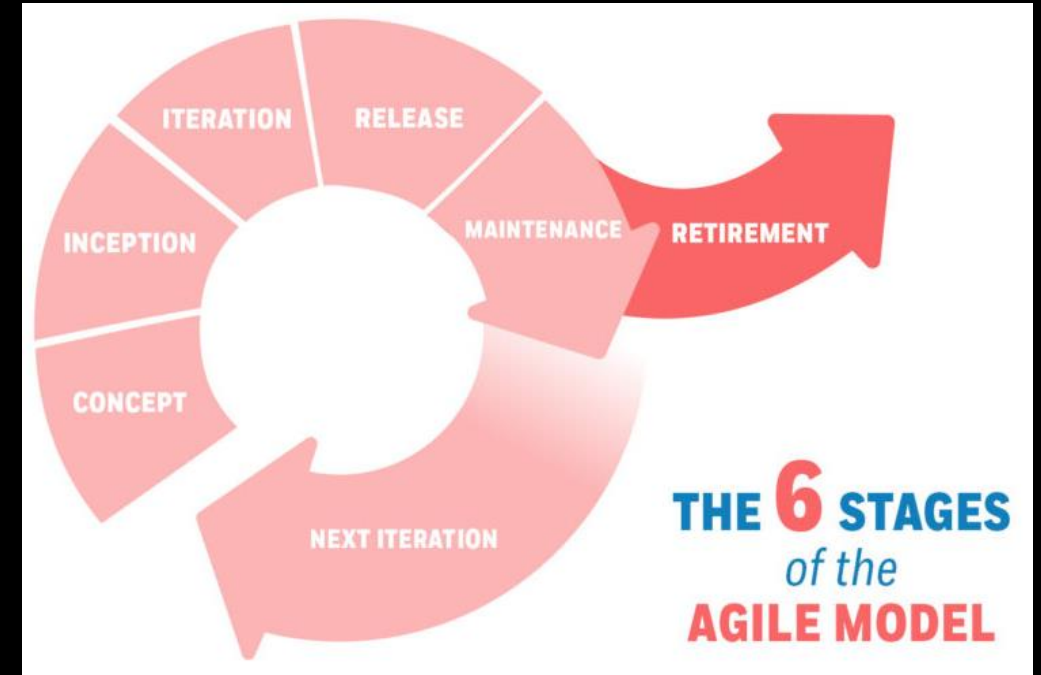 CONCEPT
INCEPTION
ITERATION
RELEASE
MAINTENANCE
RETIREMENT
NEXT ITERATION
THE 6 STAGES
of the
AGILE MODEL